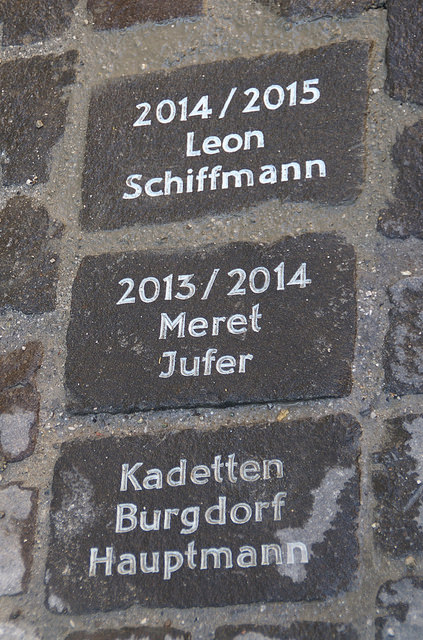 2014/2015
Leon
Schiffmann
2013/2014
Meret
Jufer
Kadetten
Burgdorf
Hauptmann